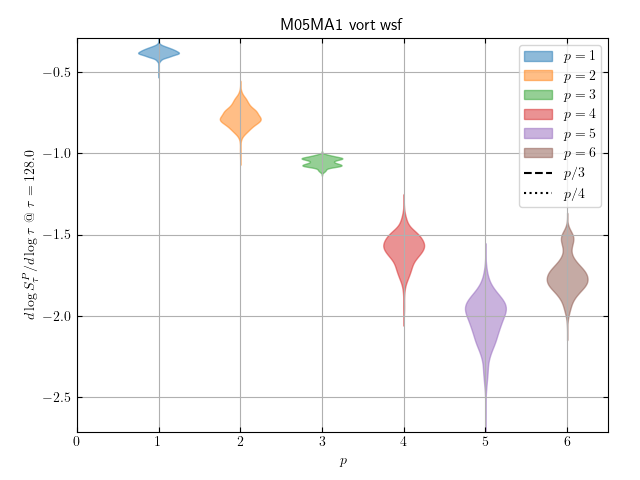 M05MA1 vort wsf
d log S_τ^P / d log τ @ τ = 128.0
−0.5
−1.0
−1.5
−2.0
−2.5
0 1 2 3 4 5 6
p
p = 1
p = 2
p = 3
p = 4
p = 5
p = 6
p/3
p/4